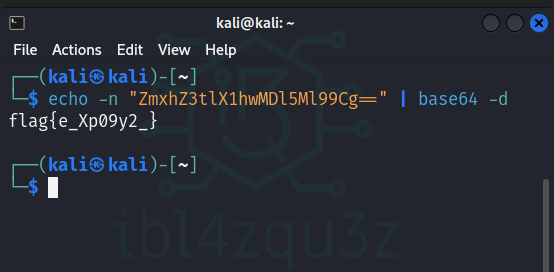 kali@kali: ~
File Actions Edit View Help
┌──(kali㉿kali)-[~]
└─$ echo -n "ZmxhZ3tlX1hwMDl5Ml99Cg==" | base64 -d
flag{e_Xp09y2_}
┌──(kali㉿kali)-[~]
└─$
ibl4zqu3z